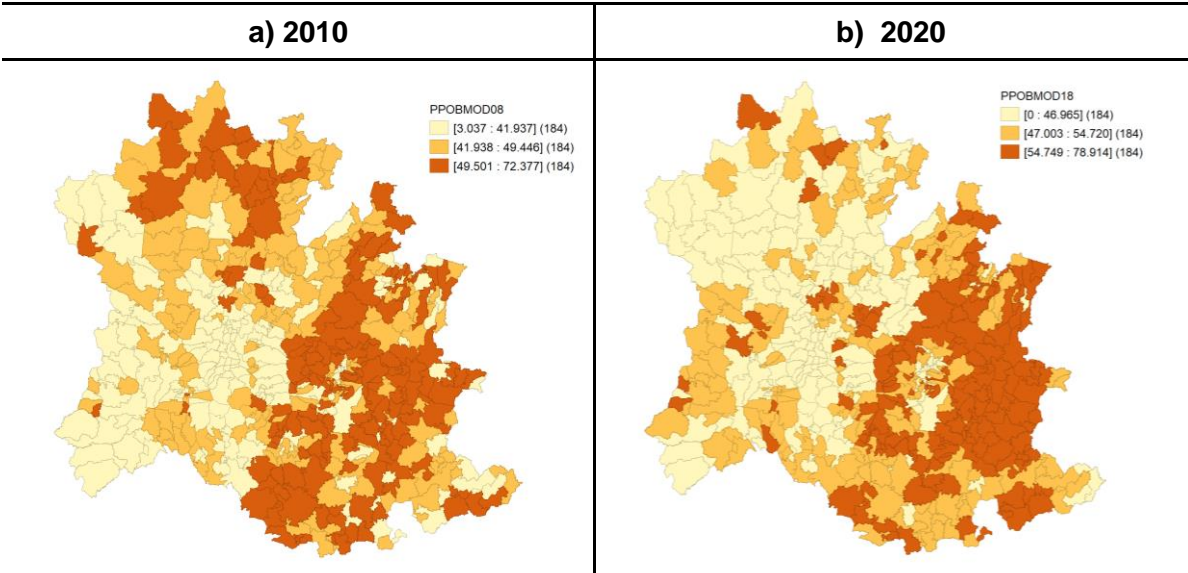 a) 2010
b) 2020
PPOBMOD08
[3.037 : 41.937] (184)
[41.938 : 49.446] (184)
[49.501 : 72.377] (184)
PPOBMOD18
[0 : 46.965] (184)
[47.003 : 54.720] (184)
[54.749 : 78.914] (184)